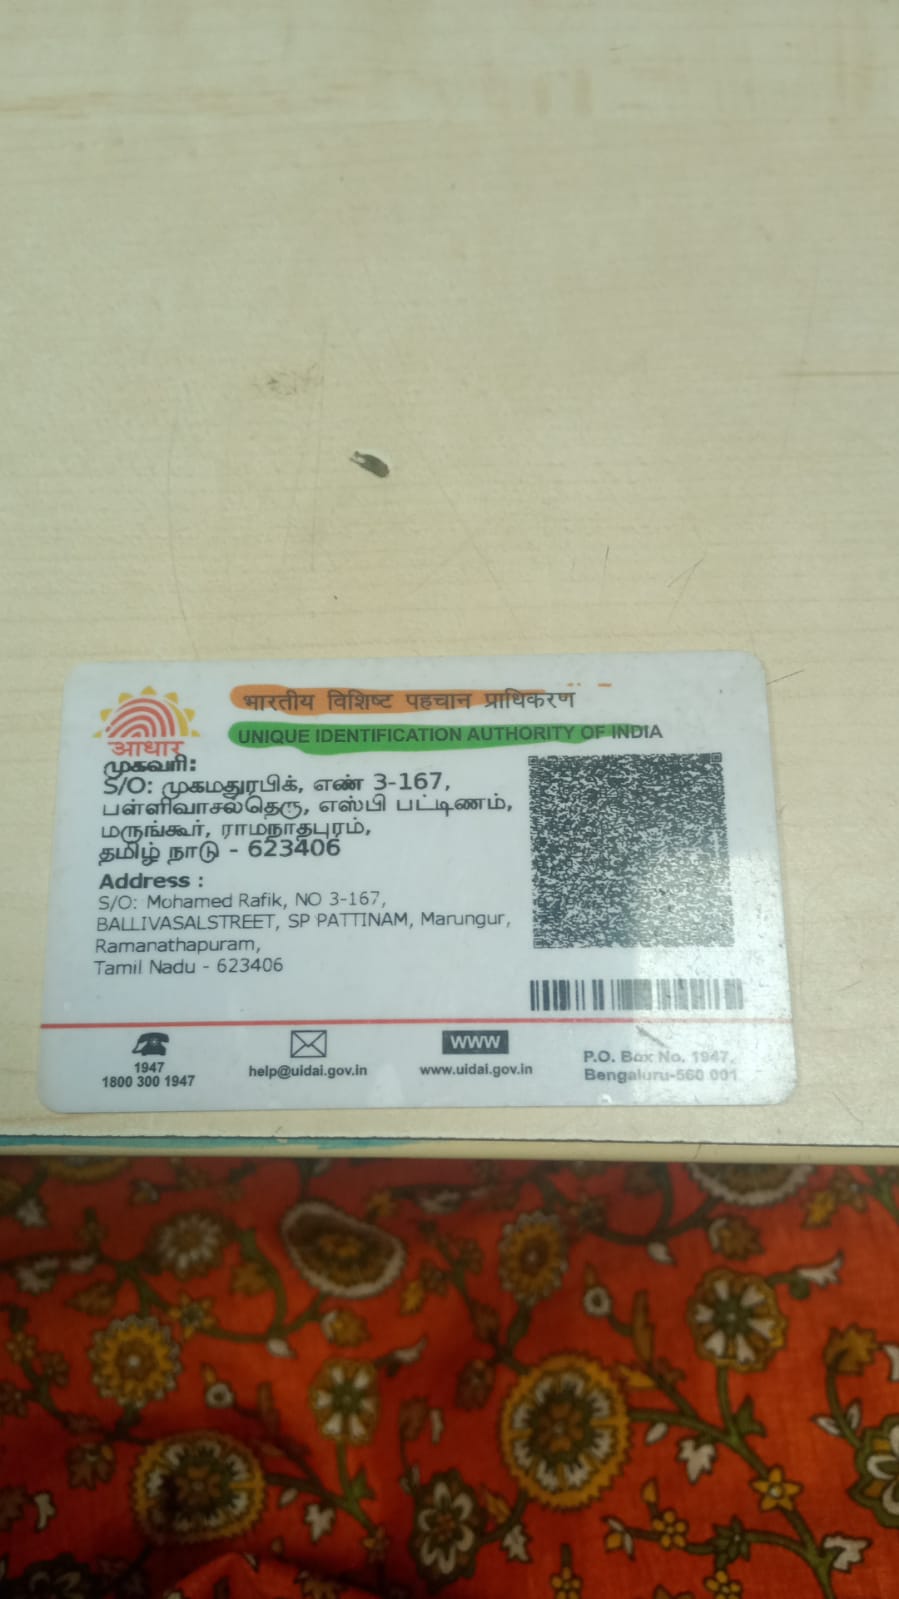 भारतीय विशिष्ट पहचान प्राधिकरण
UNIQUE IDENTIFICATION AUTHORITY OF INDIA
आधार
முகவரி:
S/O: முகமதுரபிக், எண் 3-167,
பள்ளிவாசல்தெரு, எஸ்பி பட்டிணம்,
மருங்கூர், ராமநாதபுரம்,
தமிழ் நாடு - 623406
Address :
S/O: Mohamed Rafik, NO 3-167,
BALLIVASALSTREET, SP PATTINAM, Marungur,
Ramanathapuram,
Tamil Nadu - 623406
1947
1800 300 1947
help@uidai.gov.in
WWW
www.uidai.gov.in
P.O. Box No. 1947,
Bengaluru-560 001